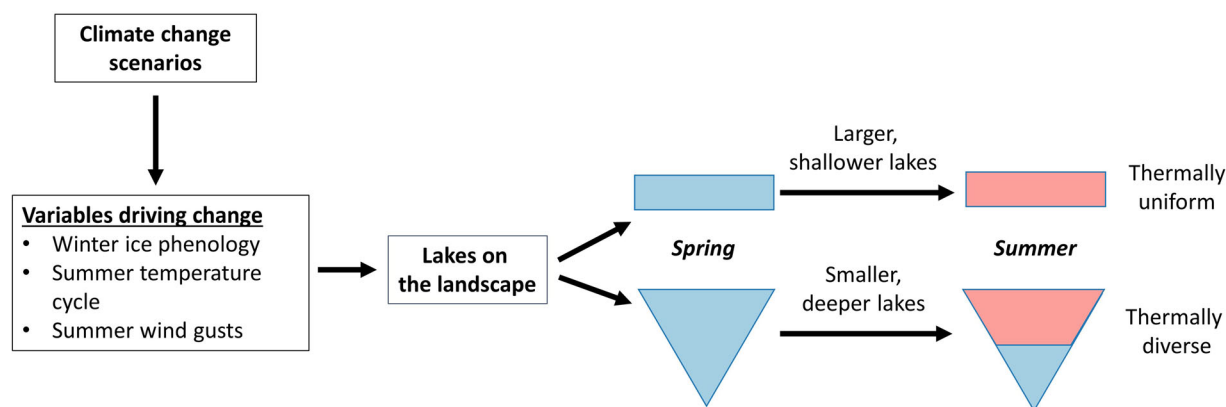 Climate change
scenarios
Variables driving change
• Winter ice phenology
• Summer temperature
cycle
• Summer wind gusts
Lakes on
the landscape
Larger,
shallower lakes
Thermally
uniform
Spring
Summer
Smaller,
deeper lakes
Thermally
diverse